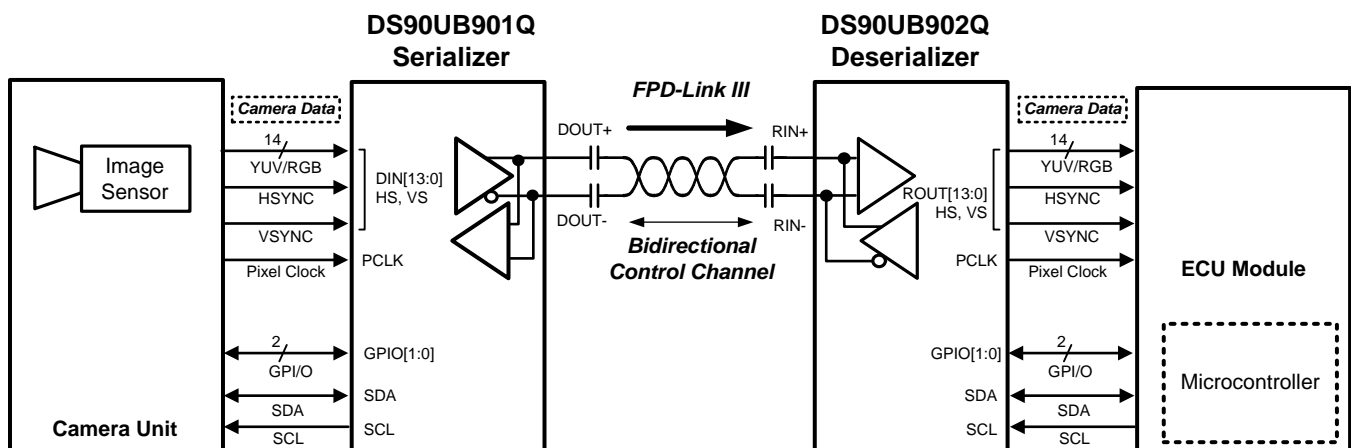 DS90UB901Q
Serializer
DS90UB902Q
Deserializer
Camera Data
14
YUV/RGB
HSYNC
VSYNC
Pixel Clock
2
GPI/O
SDA
SCL
Image
Sensor
Camera Unit
DIN[13:0]
HS, VS
PCLK
GPIO[1:0]
SDA
SCL
FPD-Link III
DOUT+
DOUT-
RIN+
RIN-
Bidirectional
Control Channel
ROUT[13:0]
HS, VS
PCLK
GPIO[1:0]
SDA
SCL
Camera Data
14
YUV/RGB
HSYNC
VSYNC
Pixel Clock
2
GPI/O
SDA
SCL
ECU Module
Microcontroller